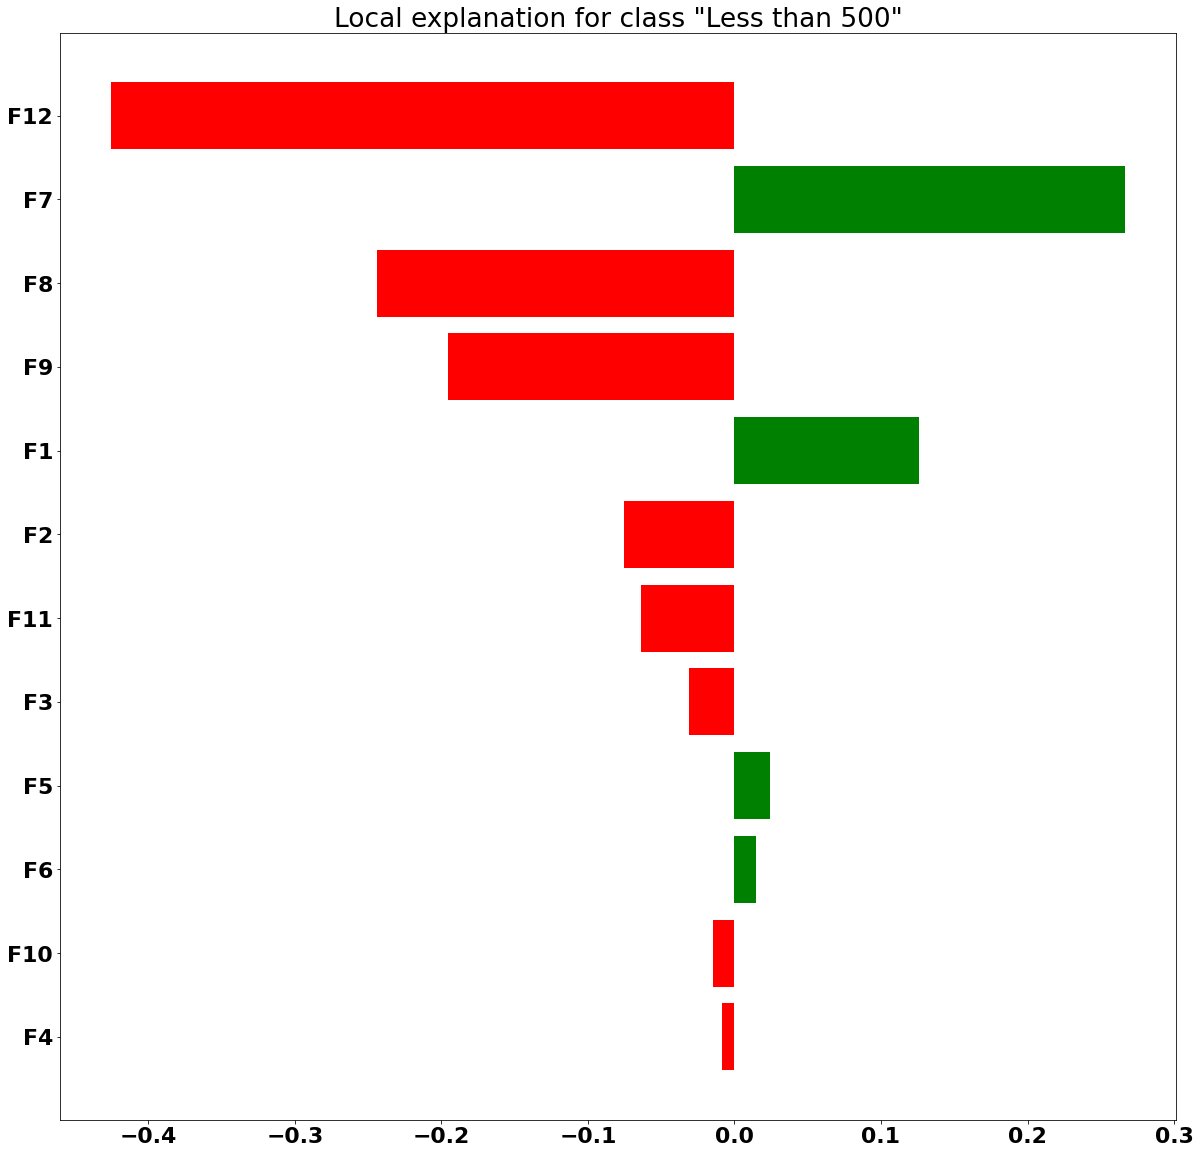 Local explanation for class "Less than 500"
F12
F7
F8
F9
F1
F2
F11
F3
F5
F6
F10
F4
−0.4 −0.3 −0.2 −0.1 0.0 0.1 0.2 0.3